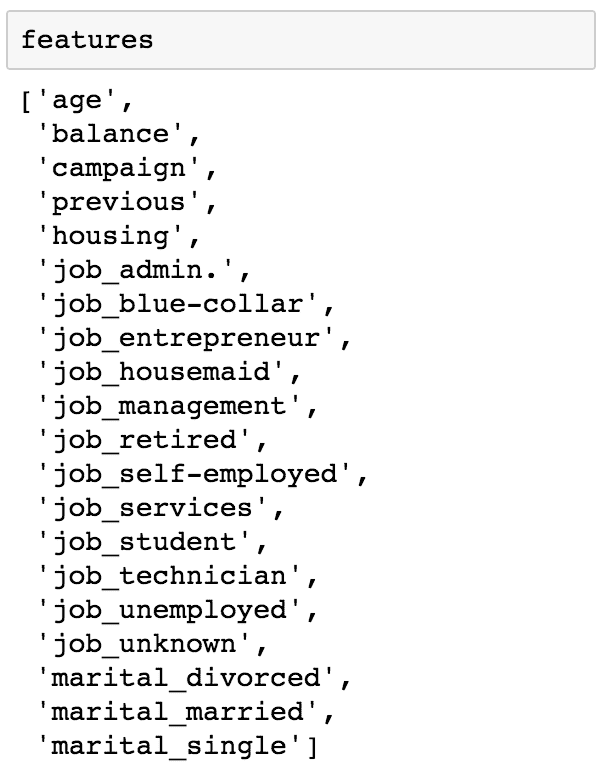 features
['age',
'balance',
'campaign',
'previous',
'housing',
'job_admin.',
'job_blue-collar',
'job_entrepreneur',
'job_housemaid',
'job_management',
'job_retired',
'job_self-employed',
'job_services',
'job_student',
'job_technician',
'job_unemployed',
'job_unknown',
'marital_divorced',
'marital_married',
'marital_single']